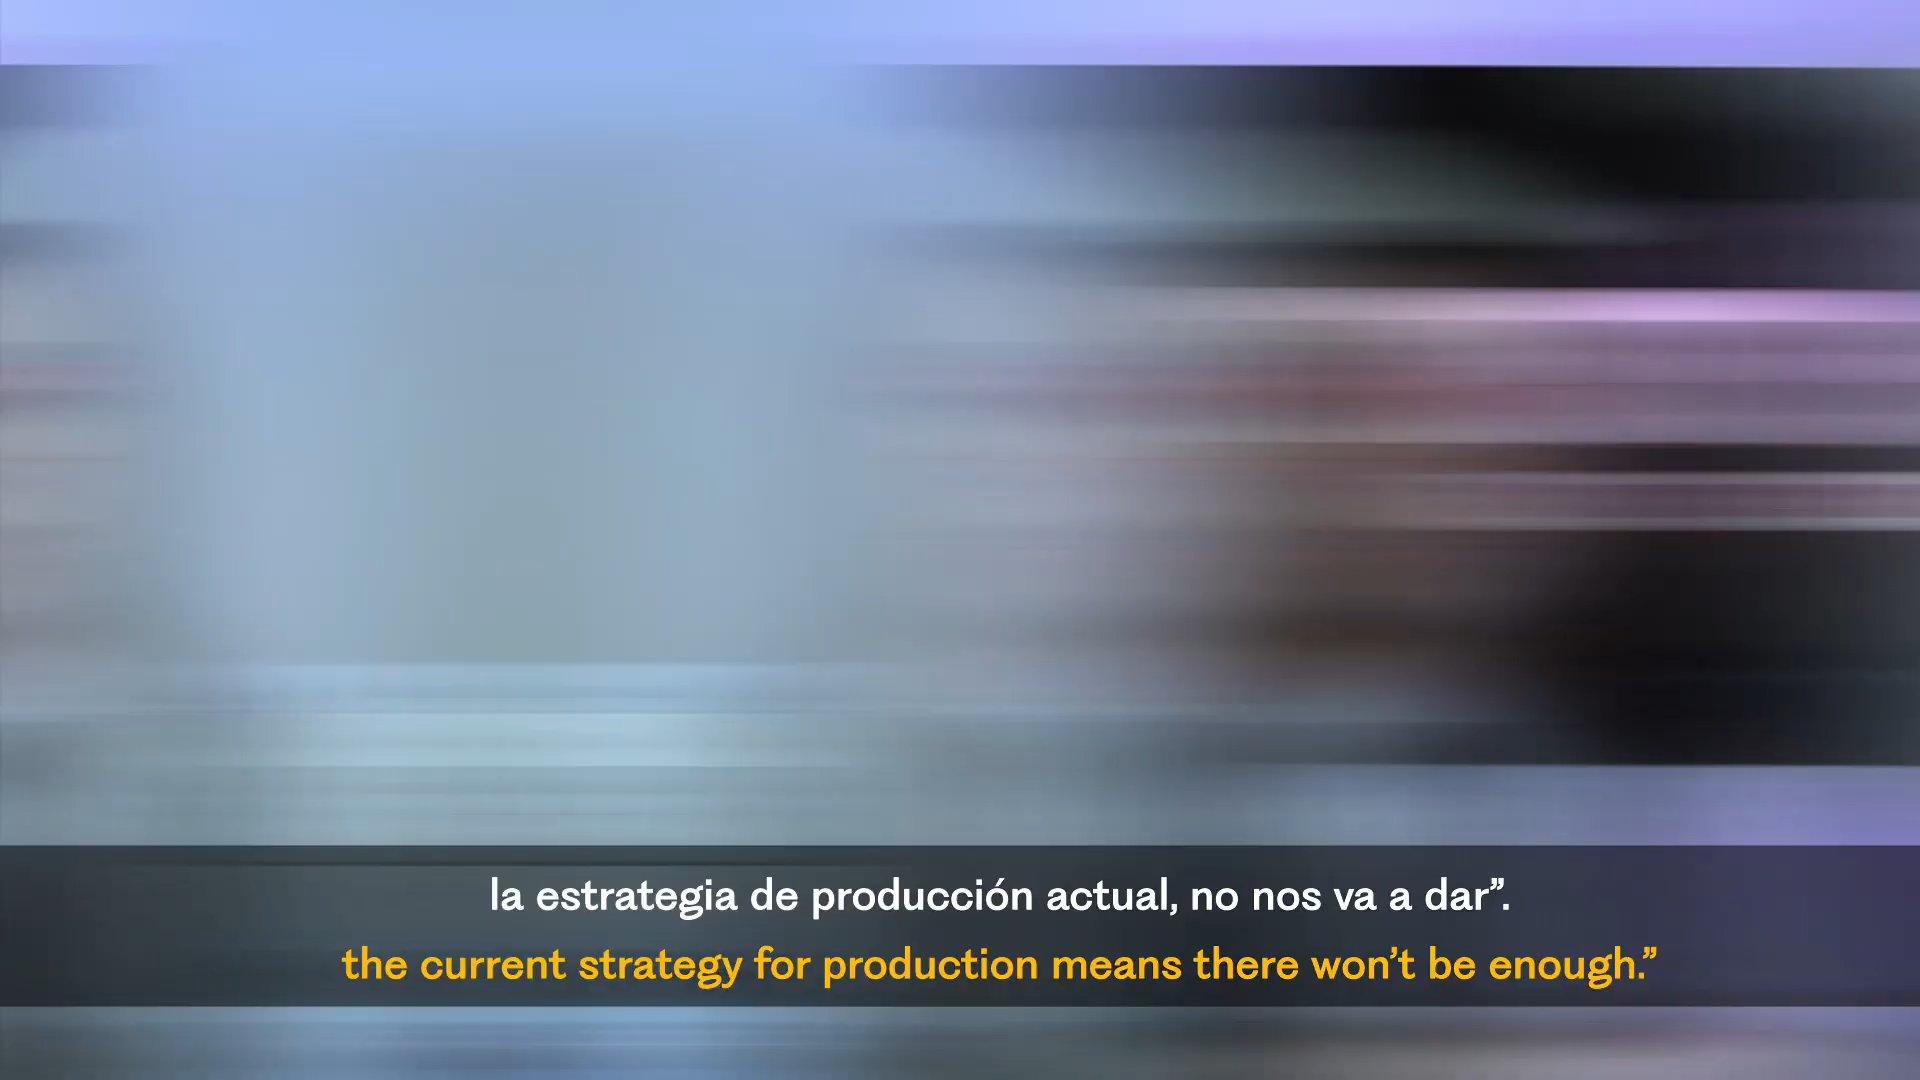 la estrategia de producción actual, no nos va a dar”.
the current strategy for production means there won’t be enough.”